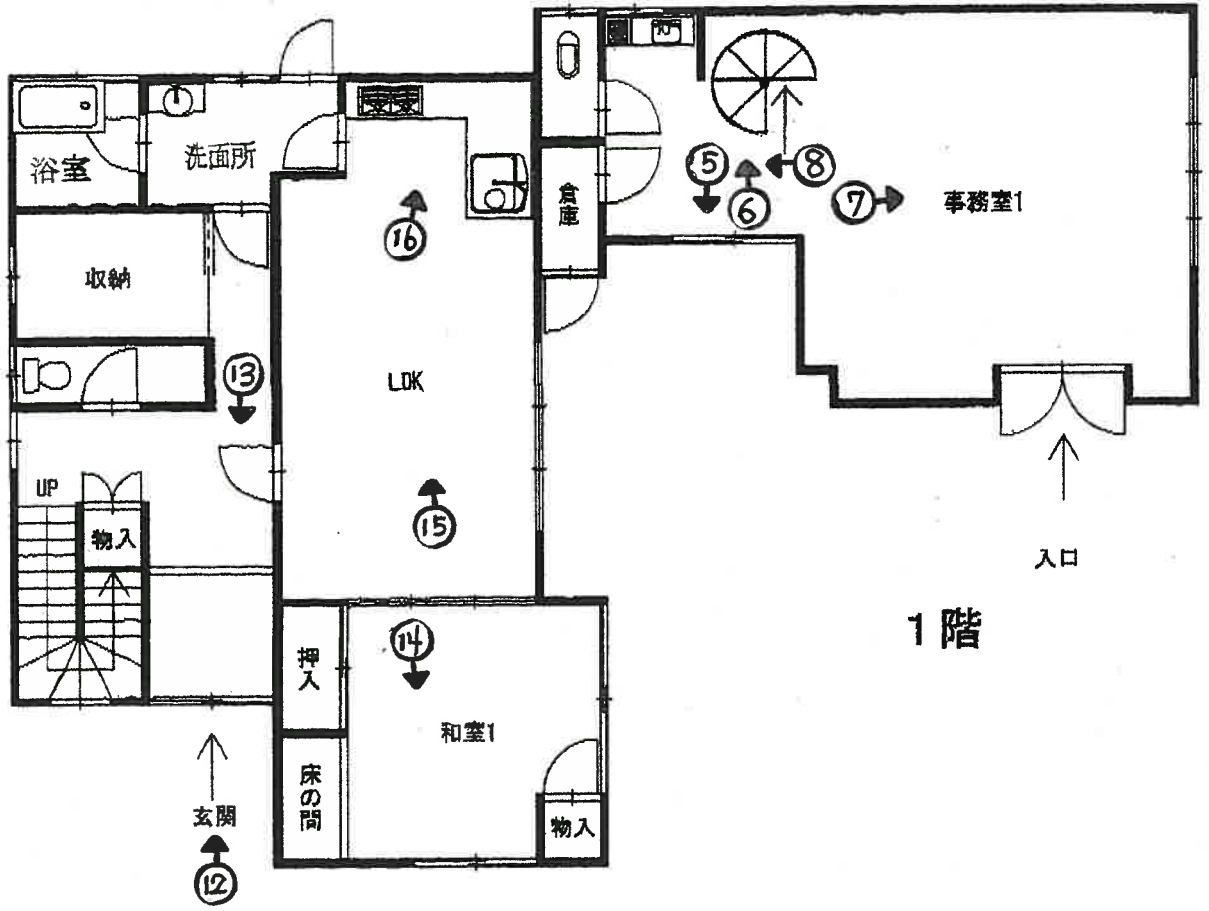 浴室
洗面所
倉庫
⑤
⑥
⑧
⑦
事務室1
⑯
収納
⑬
LDK
UP
物入
⑮
入口
1階
押入
⑭
和室1
床の間
物入
玄関
⑫